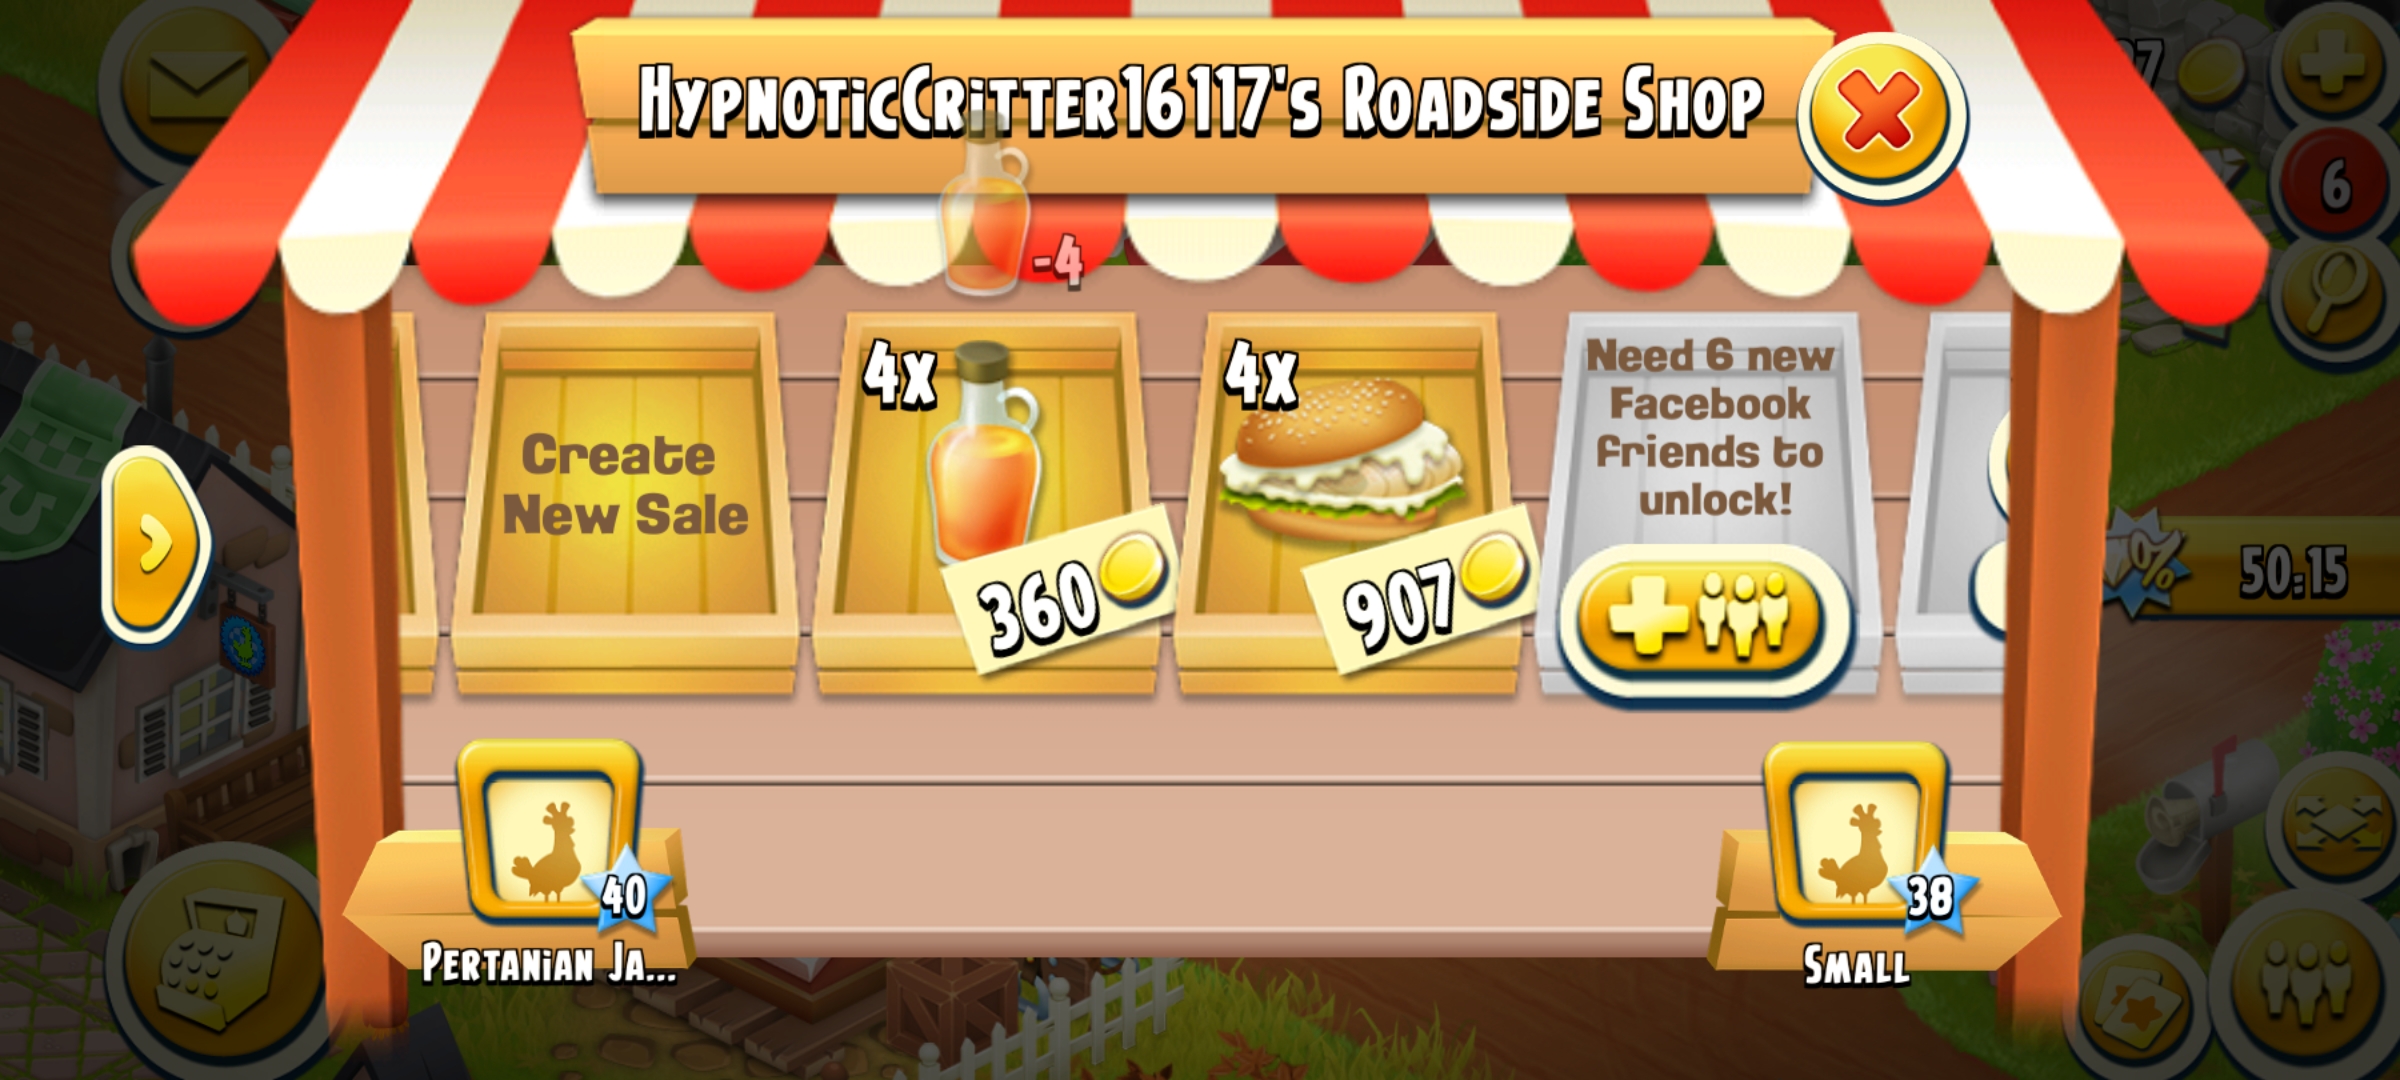 HypnoticCritter16117's Roadside Shop
7
6
-4
4x
4x
Create
New Sale
360
907
Need 6 new
Facebook
friends to
unlock!
50:15
40
38
Pertanian Ja...
Small